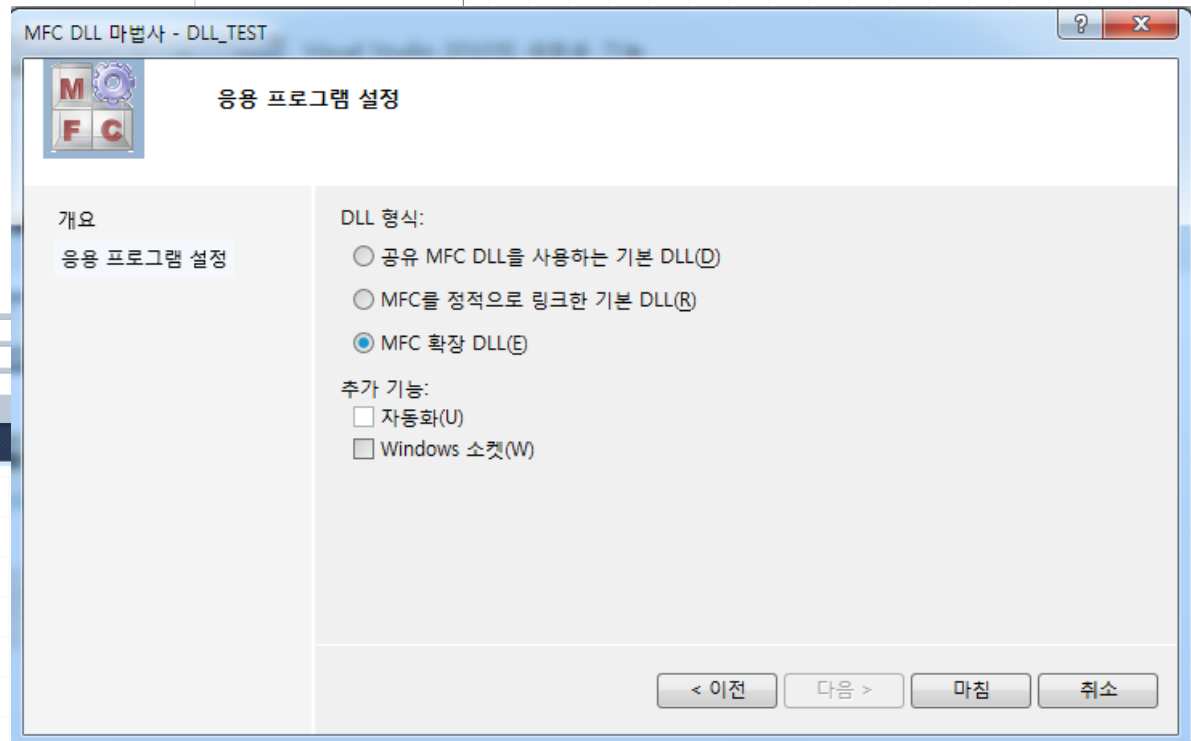 MFC DLL 마법사 - DLL_TEST
M
F C
응용 프로그램 설정
개요
응용 프로그램 설정
DLL 형식:
공유 MFC DLL을 사용하는 기본 DLL(D)
MFC를 정적으로 링크한 기본 DLL(R)
MFC 확장 DLL(E)
추가 기능:
자동화(U)
Windows 소켓(W)
< 이전
다음 >
마침
취소